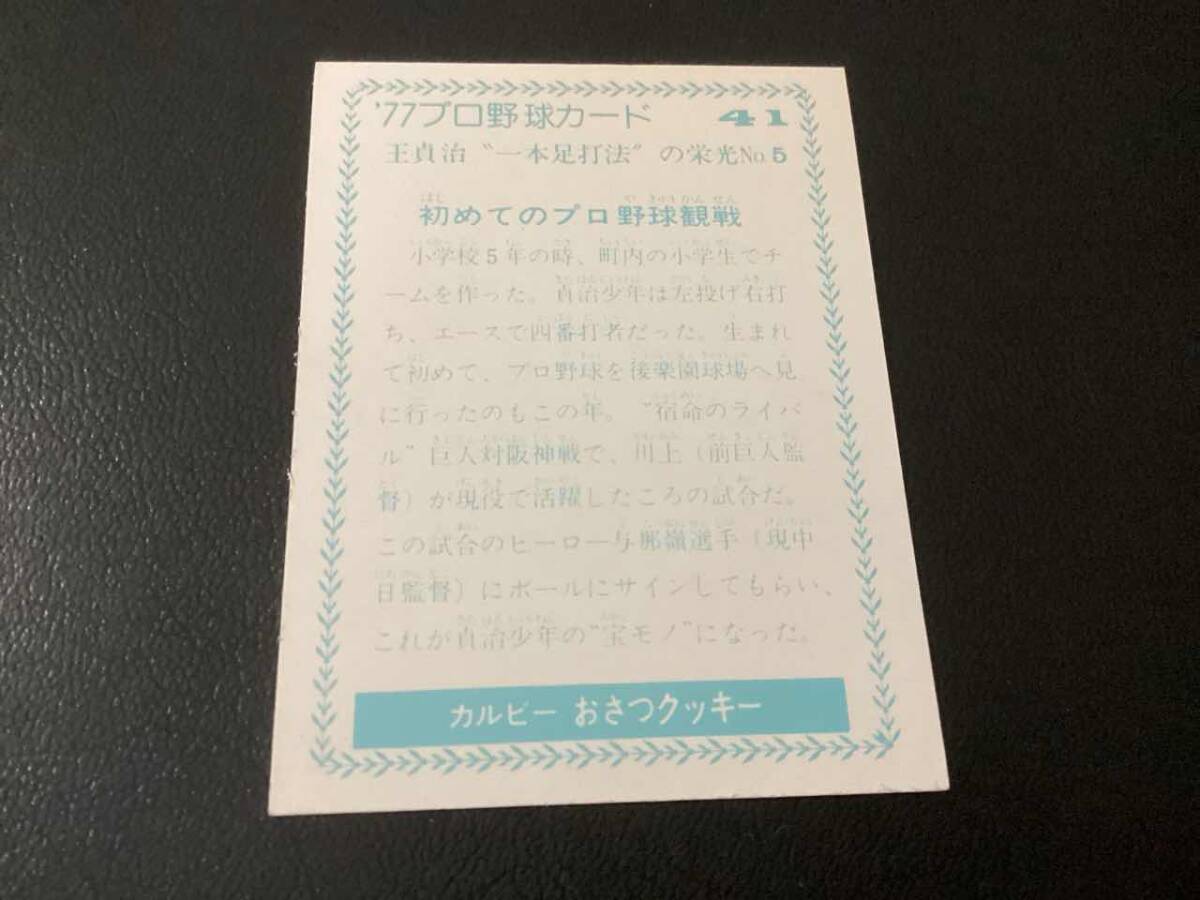 '77プロ野球カード 41
王貞治 “一本足打法” の栄光No.5
初めてのプロ野球観戦
小学校5年の時、町内の小学生でチ
ームを作った。貞治少年は左投げ右打
ち、エースで四番打者だった。生まれ
て初めて、プロ野球を後楽園球場へ見
に行ったのもこの年。“宿命のライバ
ル” 巨人対阪神戦で、川上（前巨人監
督）が現役で活躍したころの試合だ。
この試合のヒーロー与那嶺選手（現中
日監督）にボールにサインしてもらい、
これが貞治少年の“宝モノ”になった。
カルビー おさつクッキー